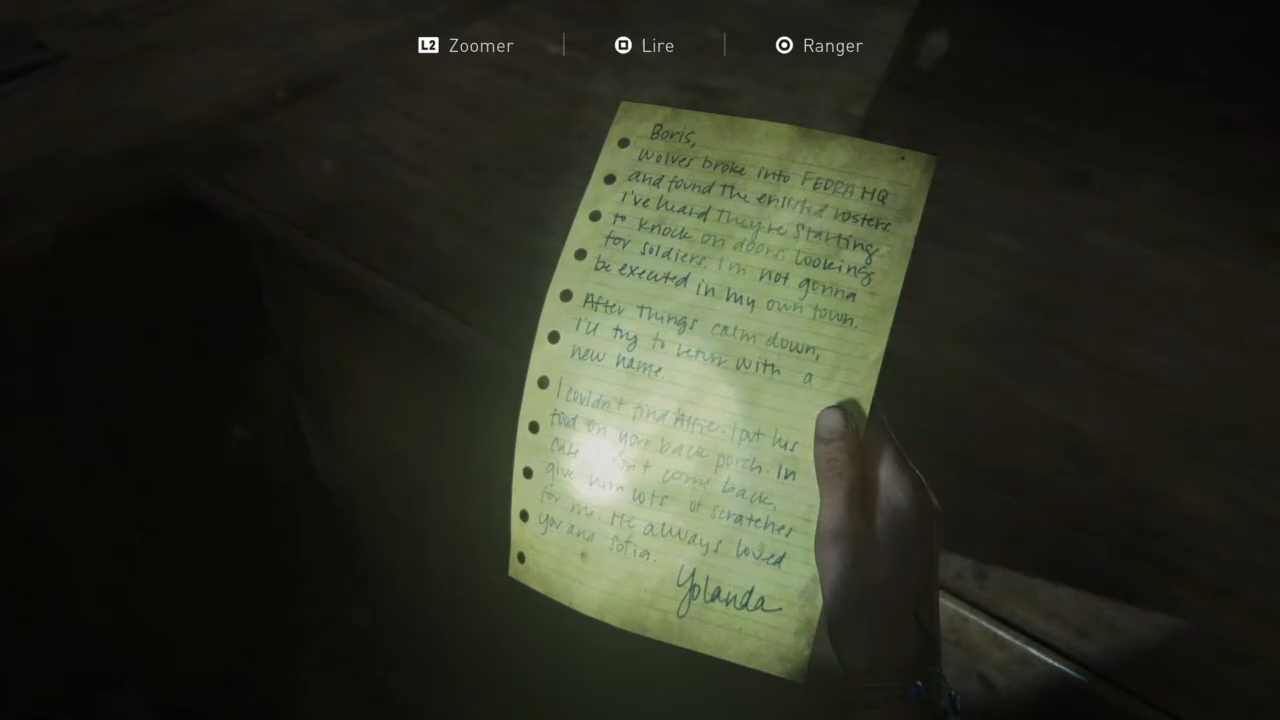 L2 Zoomer
Lire
Ranger
Boris,
Wolves broke into FEDRA HQ
and found the enlisted rosters.
I've heard they're starting
to knock on doors, looking
for soldiers. I'm not gonna
be executed in my own town.
After things calm down,
I'll try to return with a
new name.
I couldn't find Alfie. I put his
food on your back porch. In
case I don't come back,
give him lots of scratches
for me. He always loved
you and Sofia.
Yolanda